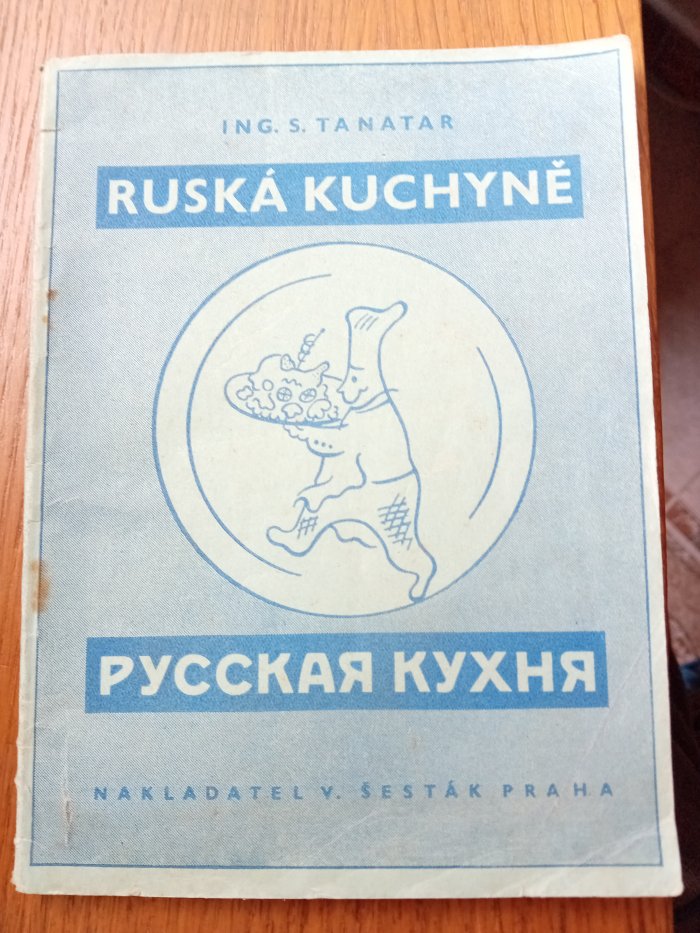 ING. S. TANATAR
RUSKÁ KUCHYNĚ
РУССКАЯ КУХНЯ
NAKLADATEL V. ŠESTÁK PRAHA